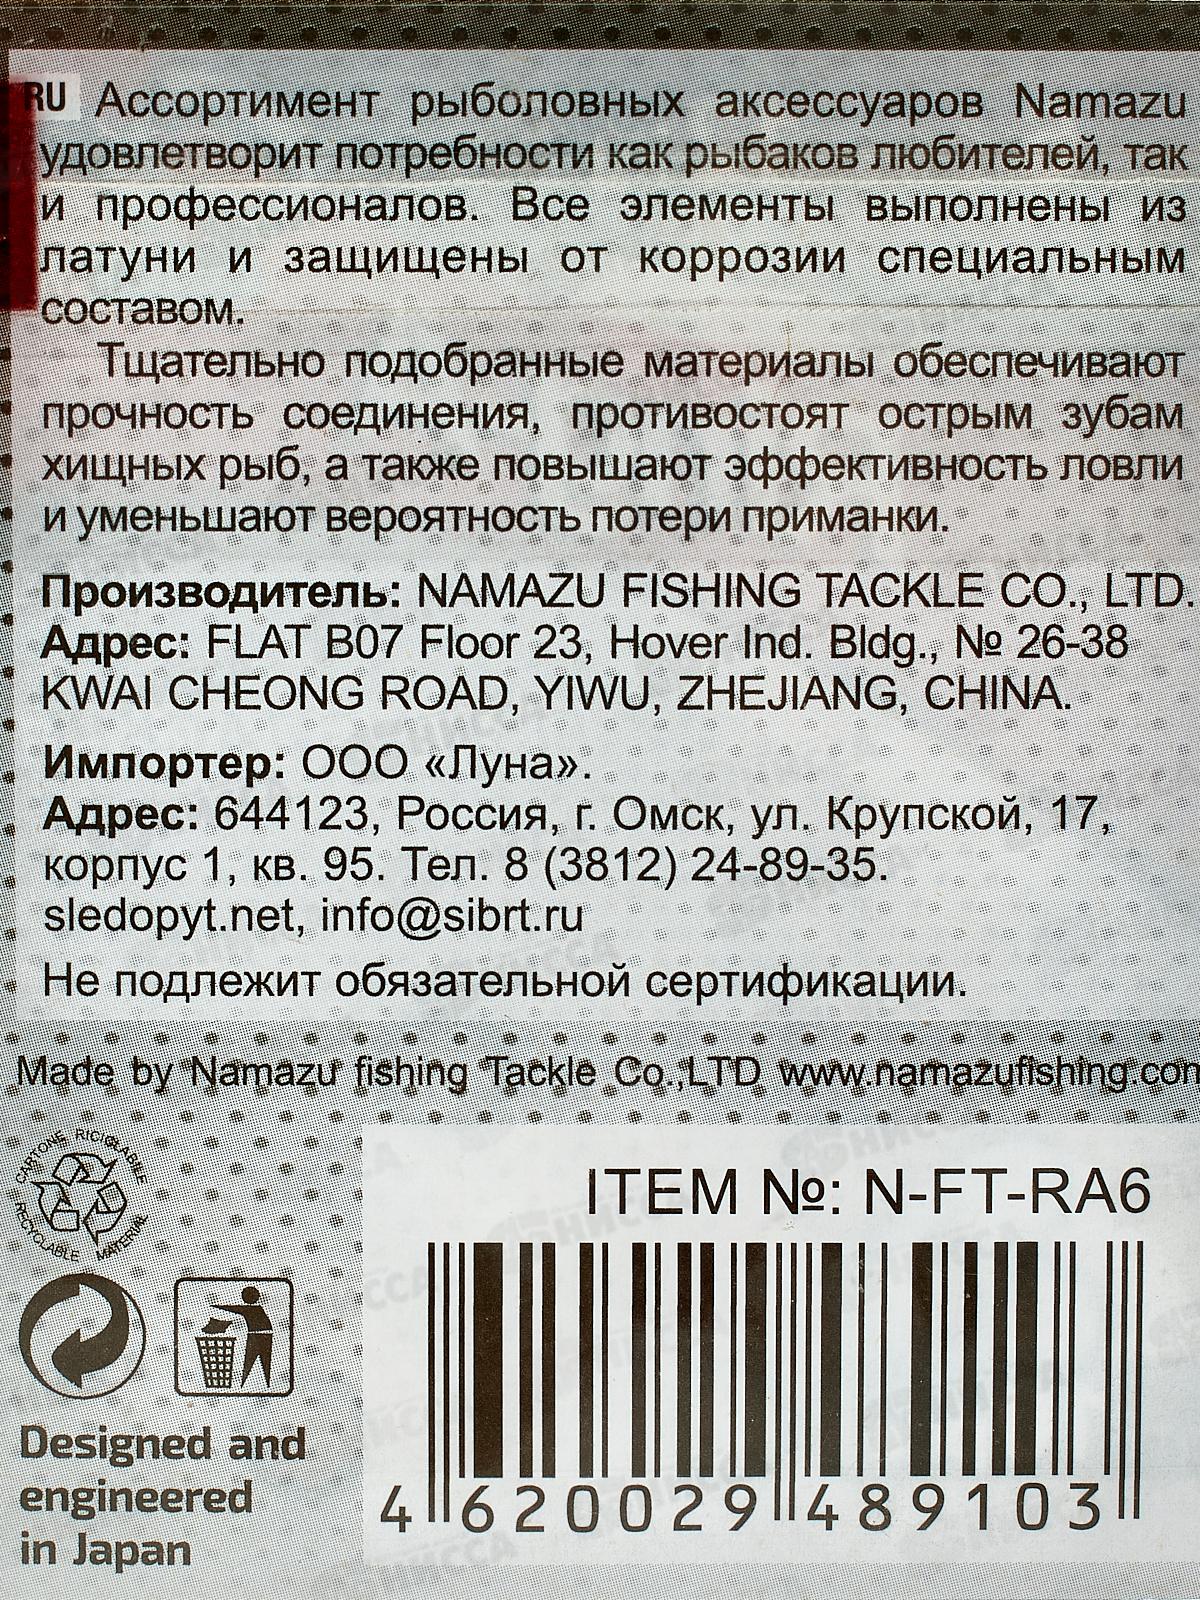 RU Ассортимент рыболовных аксессуаров Namazu
удовлетворит потребности как рыбаков любителей, так
и профессионалов. Все элементы выполнены из
латуни и защищены от коррозии специальным
составом.
Тщательно подобранные материалы обеспечивают
прочность соединения, противостоят острым зубам
хищных рыб, а также повышают эффективность ловли
и уменьшают вероятность потери приманки.
Производитель: NAMAZU FISHING TACKLE CO., LTD.
Адрес: FLAT B07 Floor 23, Hover Ind. Bldg., № 26-38
KWAI CHEONG ROAD, YIWU, ZHEJIANG, CHINA.
Импортер: ООО «Луна».
Адрес: 644123, Россия, г. Омск, ул. Крупской, 17,
корпус 1, кв. 95. Тел. 8 (3812) 24-89-35.
sledopyt.net, info@sibrt.ru
Не подлежит обязательной сертификации.
Made by Namazu fishing Tackle Co.,LTD www.namazufishing.com
CARTONE RICICLABILE
RECYCLABLE MATERIAL
ITEM №: N-FT-RA6
4 620029 489103
Designed and
engineered
in Japan